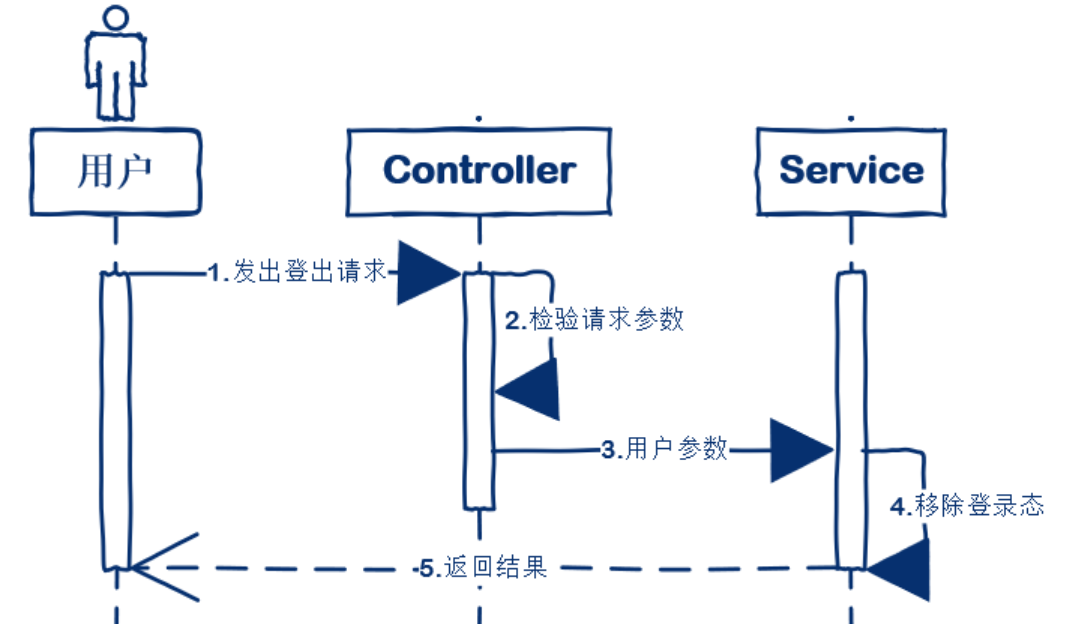 用户
Controller
Service
1.发出登出请求
2.检验请求参数
3.用户参数
4.移除登录态
5.返回结果